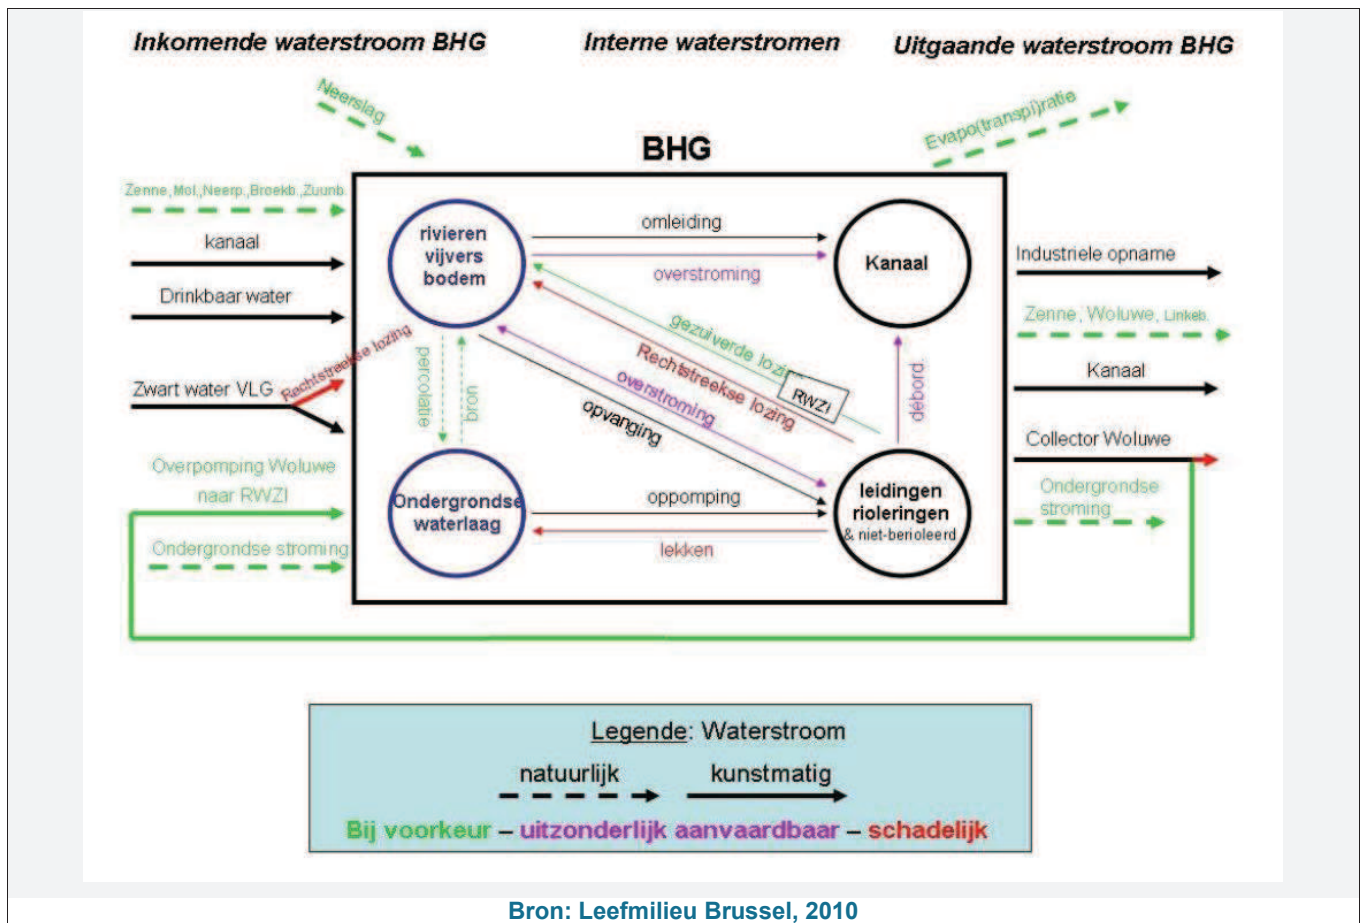 Inkomende waterstroom BHG
Interne waterstromen
Uitgaande waterstroom BHG
Neerslag
Evapo(transpi)ratie
BHG
Zenne,Mol.,Neerp.,Broekb.,Zuunb.
kanaal
Drinkbaar water
Rechtstreekse lozing
Zwart water VLG
Overpomping Woluwe
naar RWZI
Ondergrondse stroming
rivieren
vijvers
bodem
omleiding
overstroming
Kanaal
gezuiverde lozin
RWZI
Rechtstreekse lozing
overstroming
opvanging
percolatie
bron
débord
Ondergrondse
waterlaag
oppomping
lekken
leidingen
rioleringen
& niet-berioleerd
Industriele opname
Zenne, Woluwe, Linkeb.
Kanaal
Collector Woluwe
Ondergrondse
stroming
Legende: Waterstroom
natuurlijk
kunstmatig
Bij voorkeur – uitzonderlijk aanvaardbaar – schadelijk
Bron: Leefmilieu Brussel, 2010